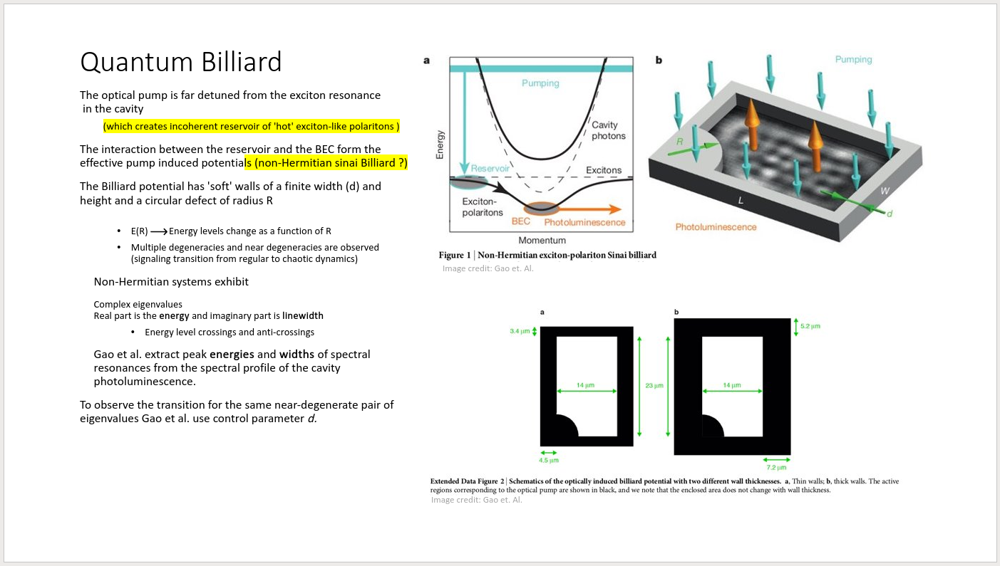 Quantum Billiard
The optical pump is far detuned from the exciton resonance
in the cavity
(which creates incoherent reservoir of 'hot' exciton-like polaritons )
The interaction between the reservoir and the BEC form the
effective pump induced potentials (non-Hermitian sinai Billiard ?)
The Billiard potential has 'soft' walls of a finite width (d) and
height and a circular defect of radius R
• E(R) ⟶ Energy levels change as a function of R
• Multiple degeneracies and near degeneracies are observed
(signaling transition from regular to chaotic dynamics)
Non-Hermitian systems exhibit
Complex eigenvalues
Real part is the energy and imaginary part is linewidth
• Energy level crossings and anti-crossings
Gao et al. extract peak energies and widths of spectral
resonances from the spectral profile of the cavity
photoluminescence.
To observe the transition for the same near-degenerate pair of
eigenvalues Gao et al. use control parameter d.
a
Pumping
Energy
Cavity
photons
Reservoir
Excitons
Exciton-
polaritons
BEC
Photoluminescence
Momentum
b
Pumping
R
L
W
d
Photoluminescence
Figure 1 | Non-Hermitian exciton-polariton Sinai billiard
Image credit: Gao et. Al.
a
3.4 µm
14 µm
23 µm
4.5 µm
b
5.2 µm
14 µm
7.2 µm
Extended Data Figure 2 | Schematics of the optically induced billiard potential with two different wall thicknesses. a, Thin walls; b, thick walls. The active
regions corresponding to the optical pump are shown in black, and we note that the enclosed area does not change with wall thickness.
Image credit: Gao et. Al.